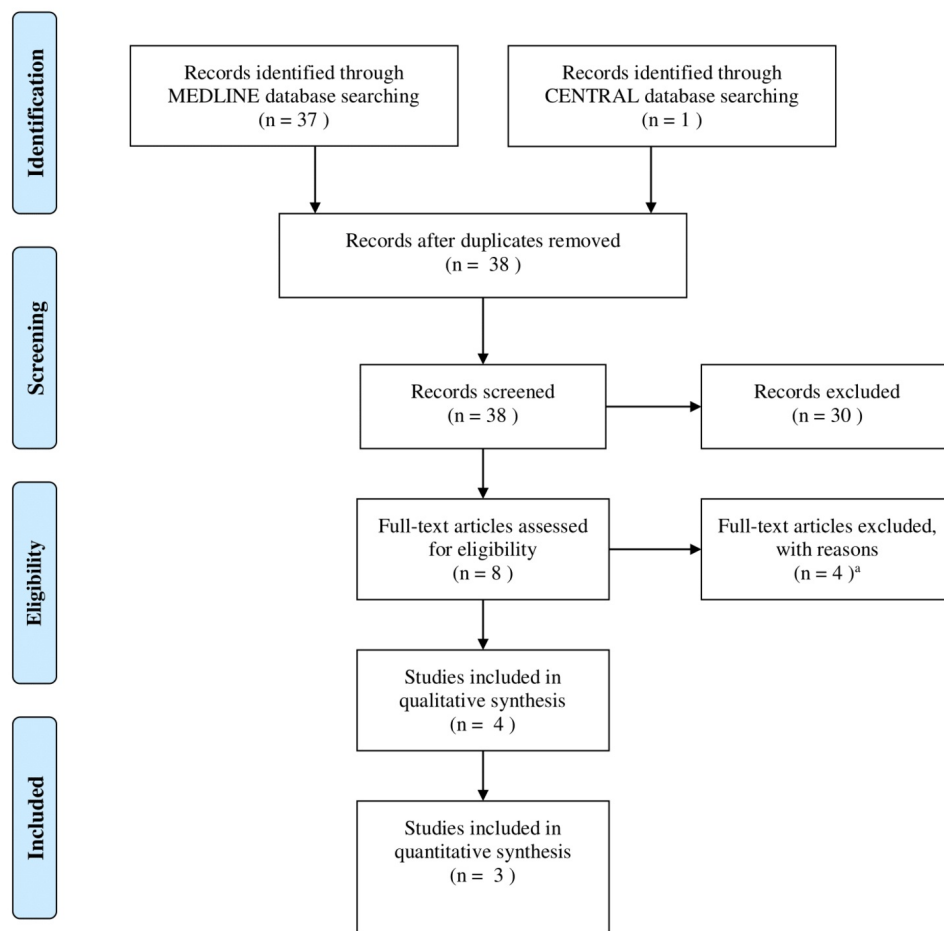 Identification
Records identified through
MEDLINE database searching
(n = 37 )
Records identified through
CENTRAL database searching
(n = 1 )
Records after duplicates removed
(n =  38 )
Screening
Records screened
(n = 38 )
Records excluded
(n = 30 )
Eligibility
Full-text articles assessed
for eligibility
(n = 8 )
Full-text articles excluded,
with reasons
(n = 4 )ᵃ
Studies included in
qualitative synthesis
(n =  4 )
Included
Studies included in
quantitative synthesis
(n =  3 )